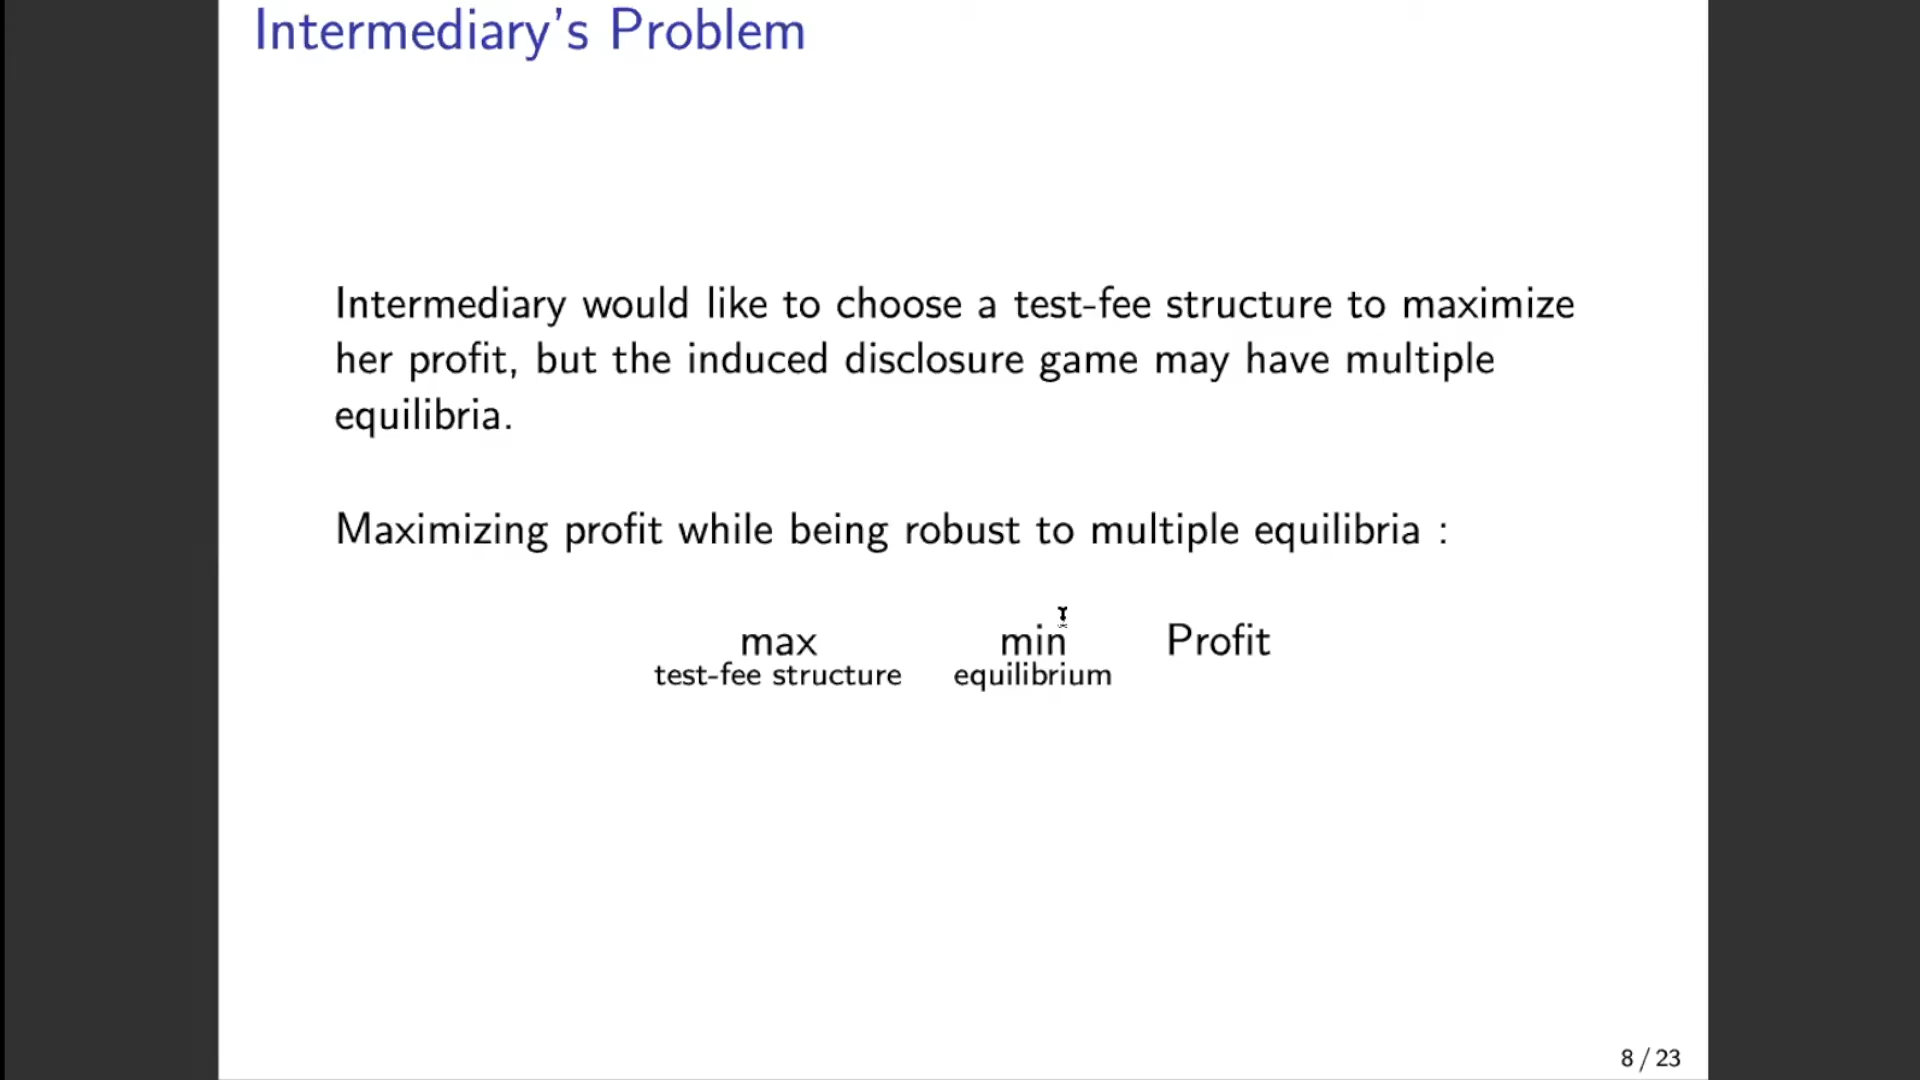 Intermediary's Problem
Intermediary would like to choose a test-fee structure to maximize
her profit, but the induced disclosure game may have multiple
equilibria.
Maximizing profit while being robust to multiple equilibria :
max min Profit
test-fee structure equilibrium
8 / 23